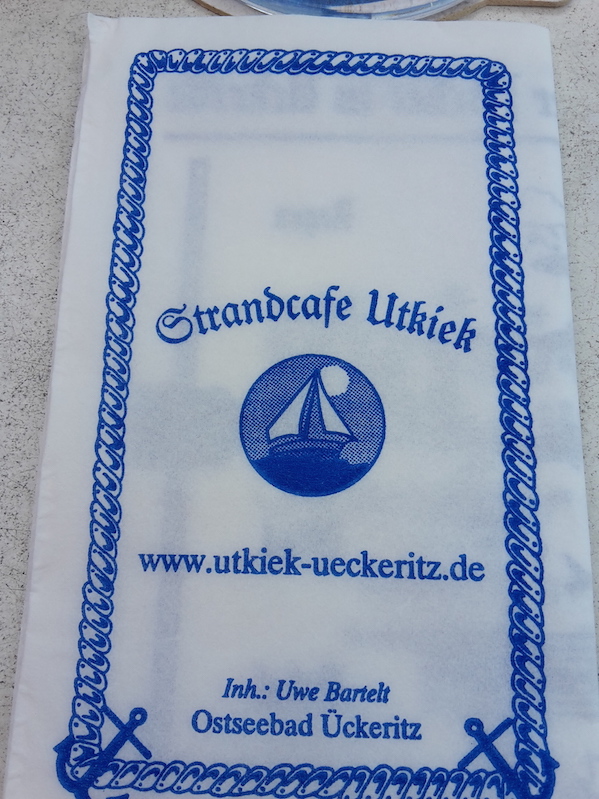 Strandcafe Utkiek
www.utkiek-ueckeritz.de
Inh.: Uwe Bartelt
Ostseebad Ückeritz